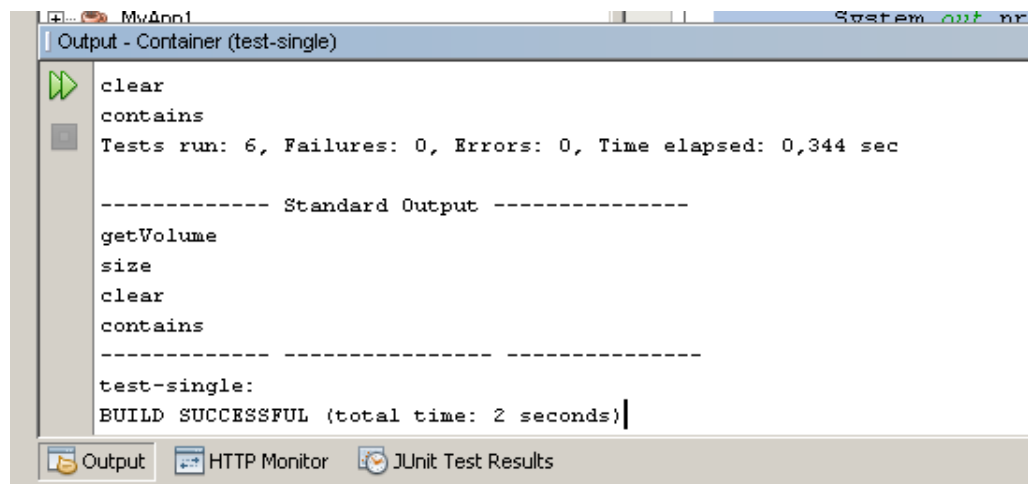 MyApp1
System out pr
Output - Container (test-single)
clear
contains
Tests run: 6, Failures: 0, Errors: 0, Time elapsed: 0,344 sec
------------- Standard Output ---------------
getVolume
size
clear
contains
------------- ---------------- ---------------
test-single:
BUILD SUCCESSFUL (total time: 2 seconds)
Output HTTP Monitor JUnit Test Results